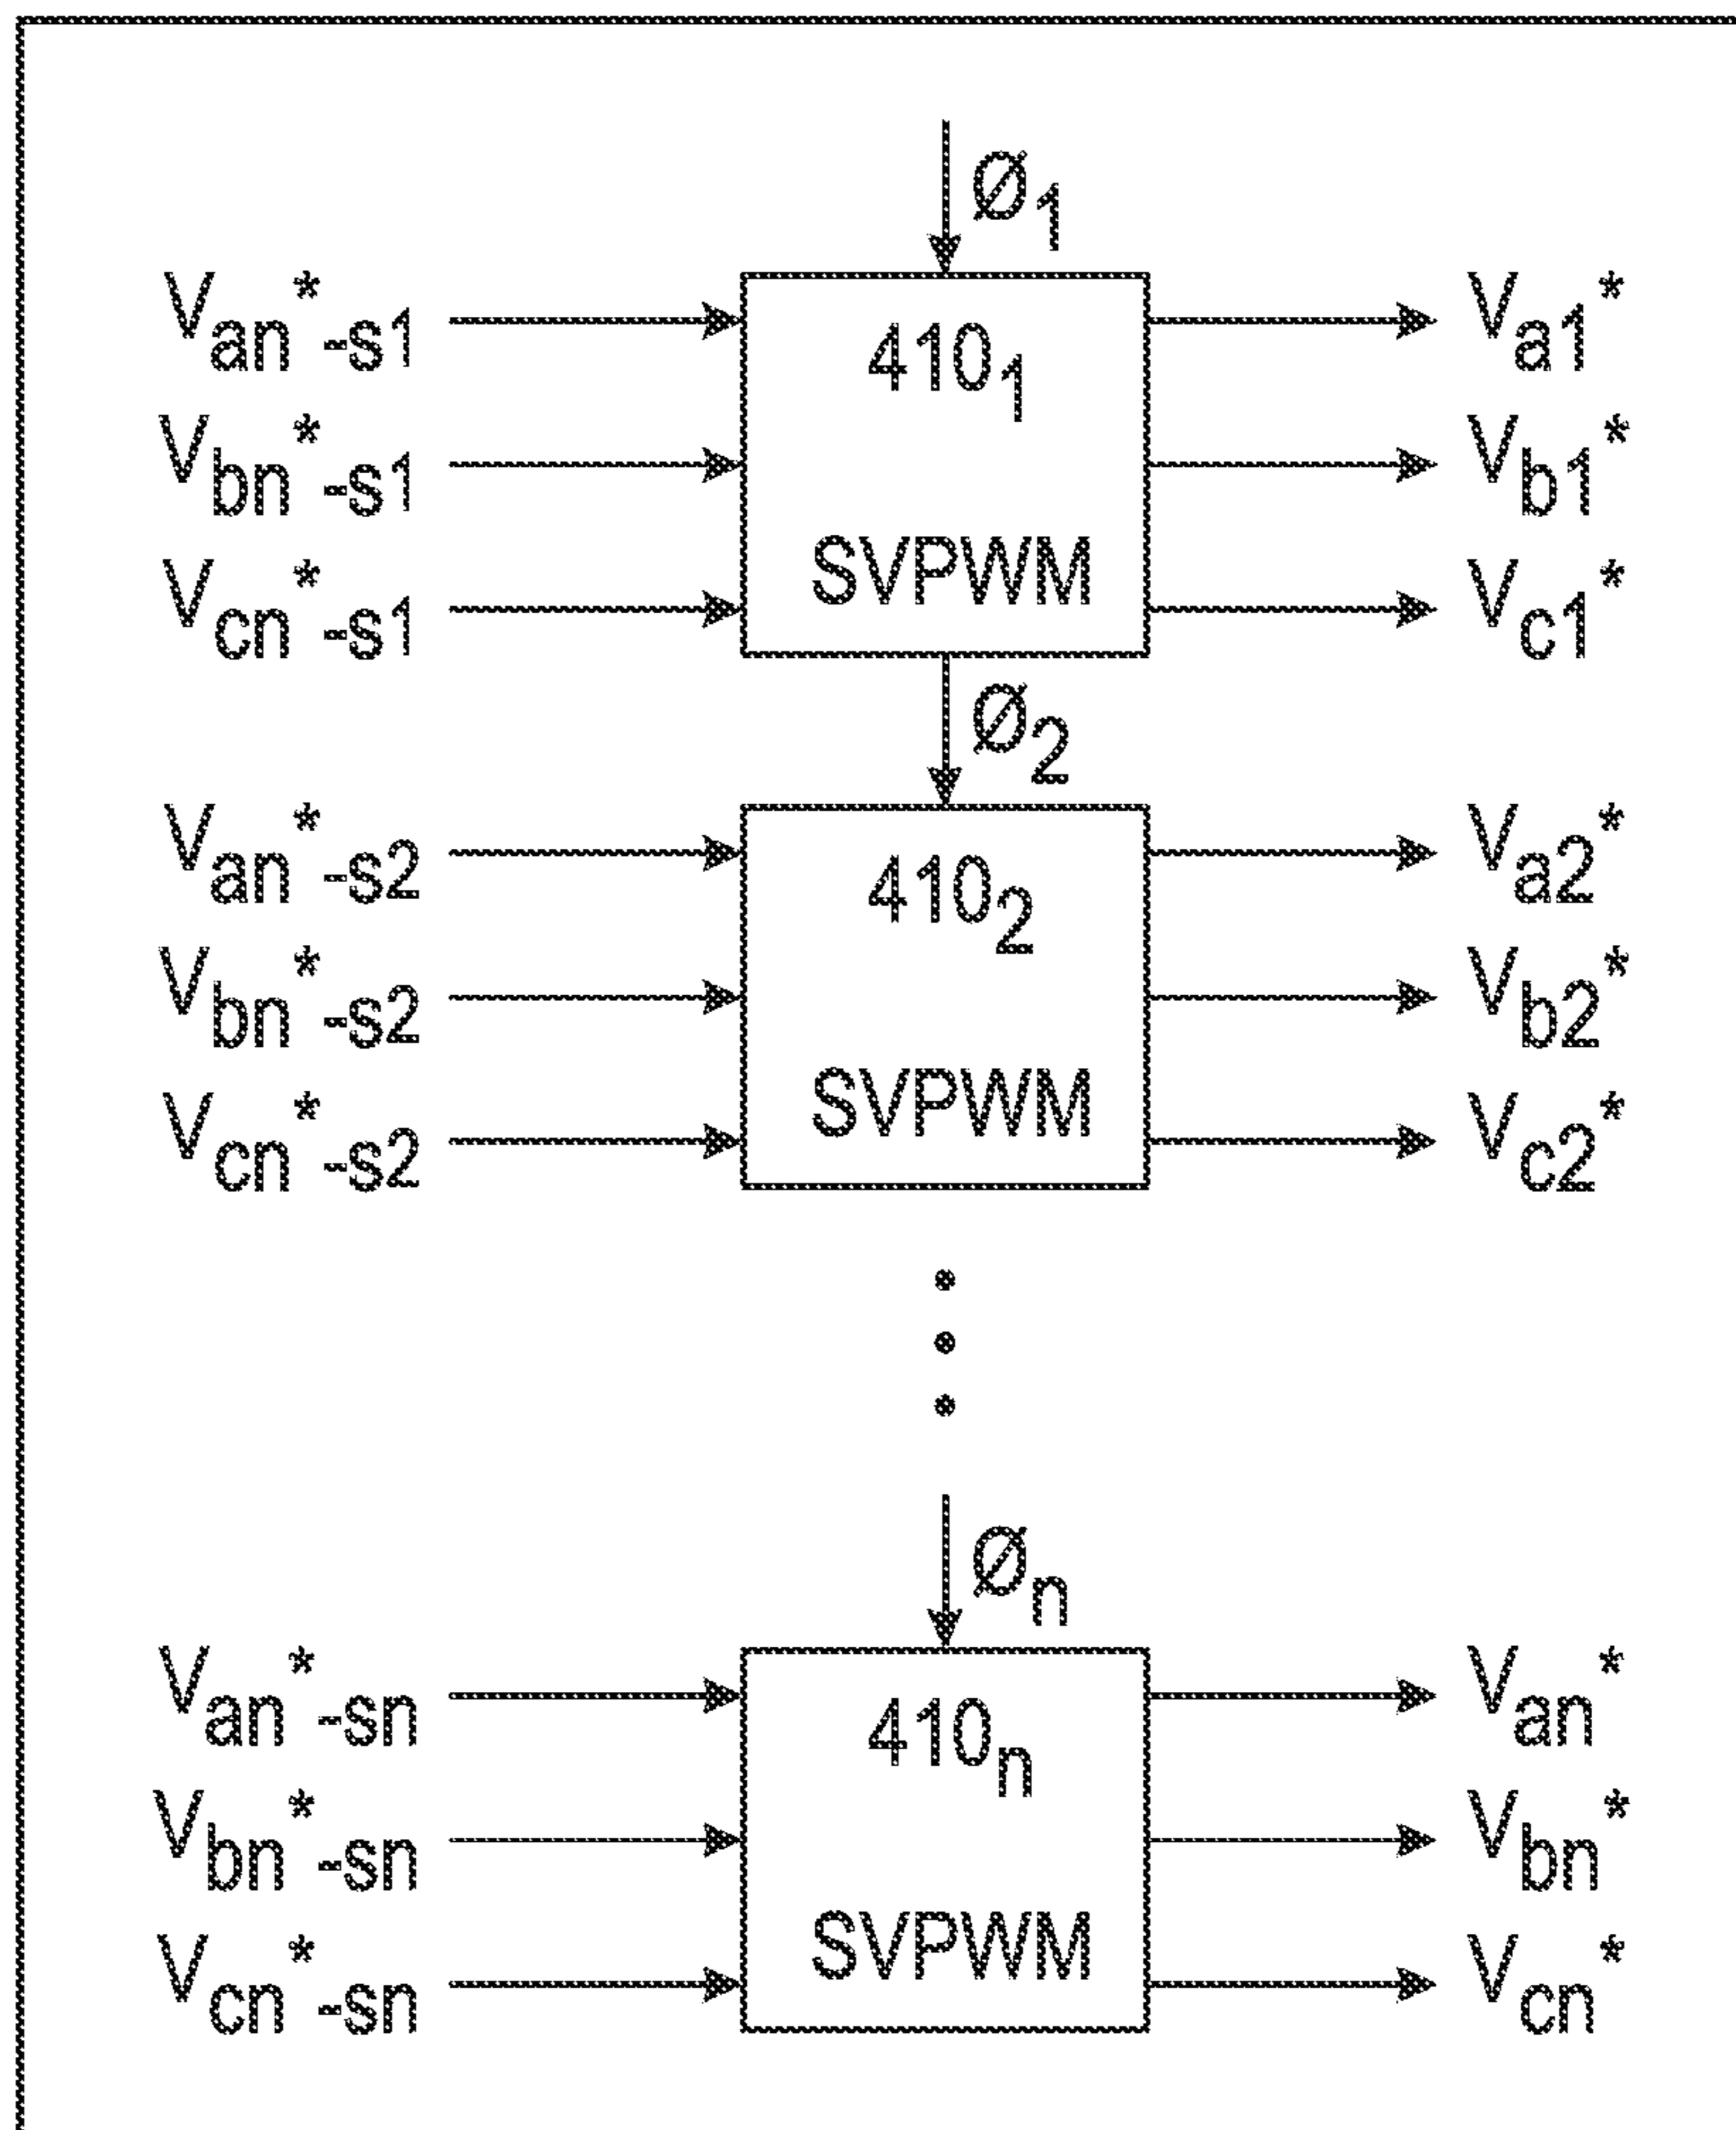 Ø1
Van*-s1
4101
Va1*
Vbn*-s1
Vb1*
Vcn*-s1
SVPWM
Vc1*
Ø2
Van*-s2
4102
Va2*
Vbn*-s2
Vb2*
Vcn*-s2
SVPWM
Vc2*
Øn
Van*-sn
410n
Van*
Vbn*-sn
Vbn*
Vcn*-sn
SVPWM
Vcn*